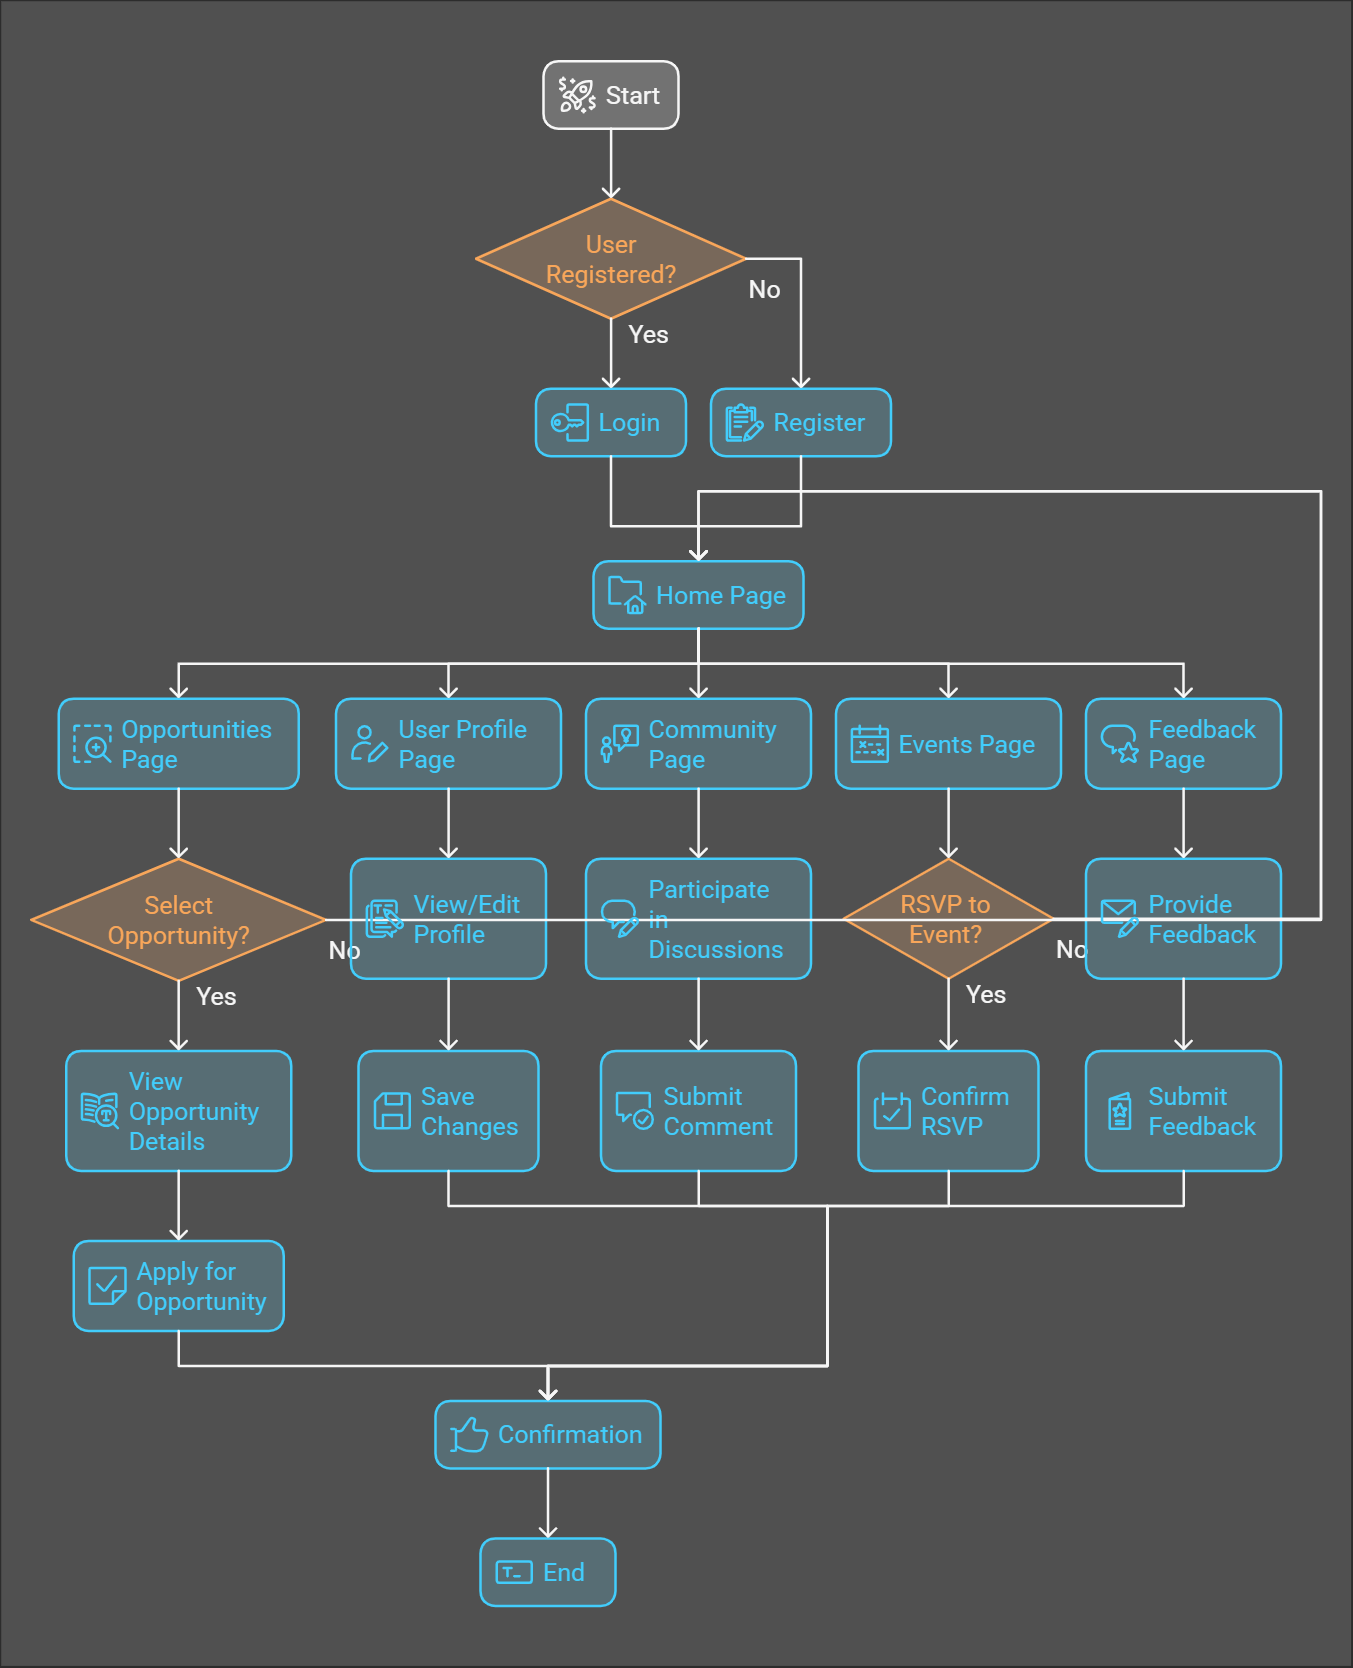 Start
User
Registered?
No
Yes
Login
Register
Home Page
Opportunities
Page
User Profile
Page
Community
Page
Events Page
Feedback
Page
Select
Opportunity?
No
Yes
View/Edit
Profile
Participate
in
Discussions
RSVP to
Event?
No
Yes
Provide
Feedback
View
Opportunity
Details
Save
Changes
Submit
Comment
Confirm
RSVP
Submit
Feedback
Apply for
Opportunity
Confirmation
End